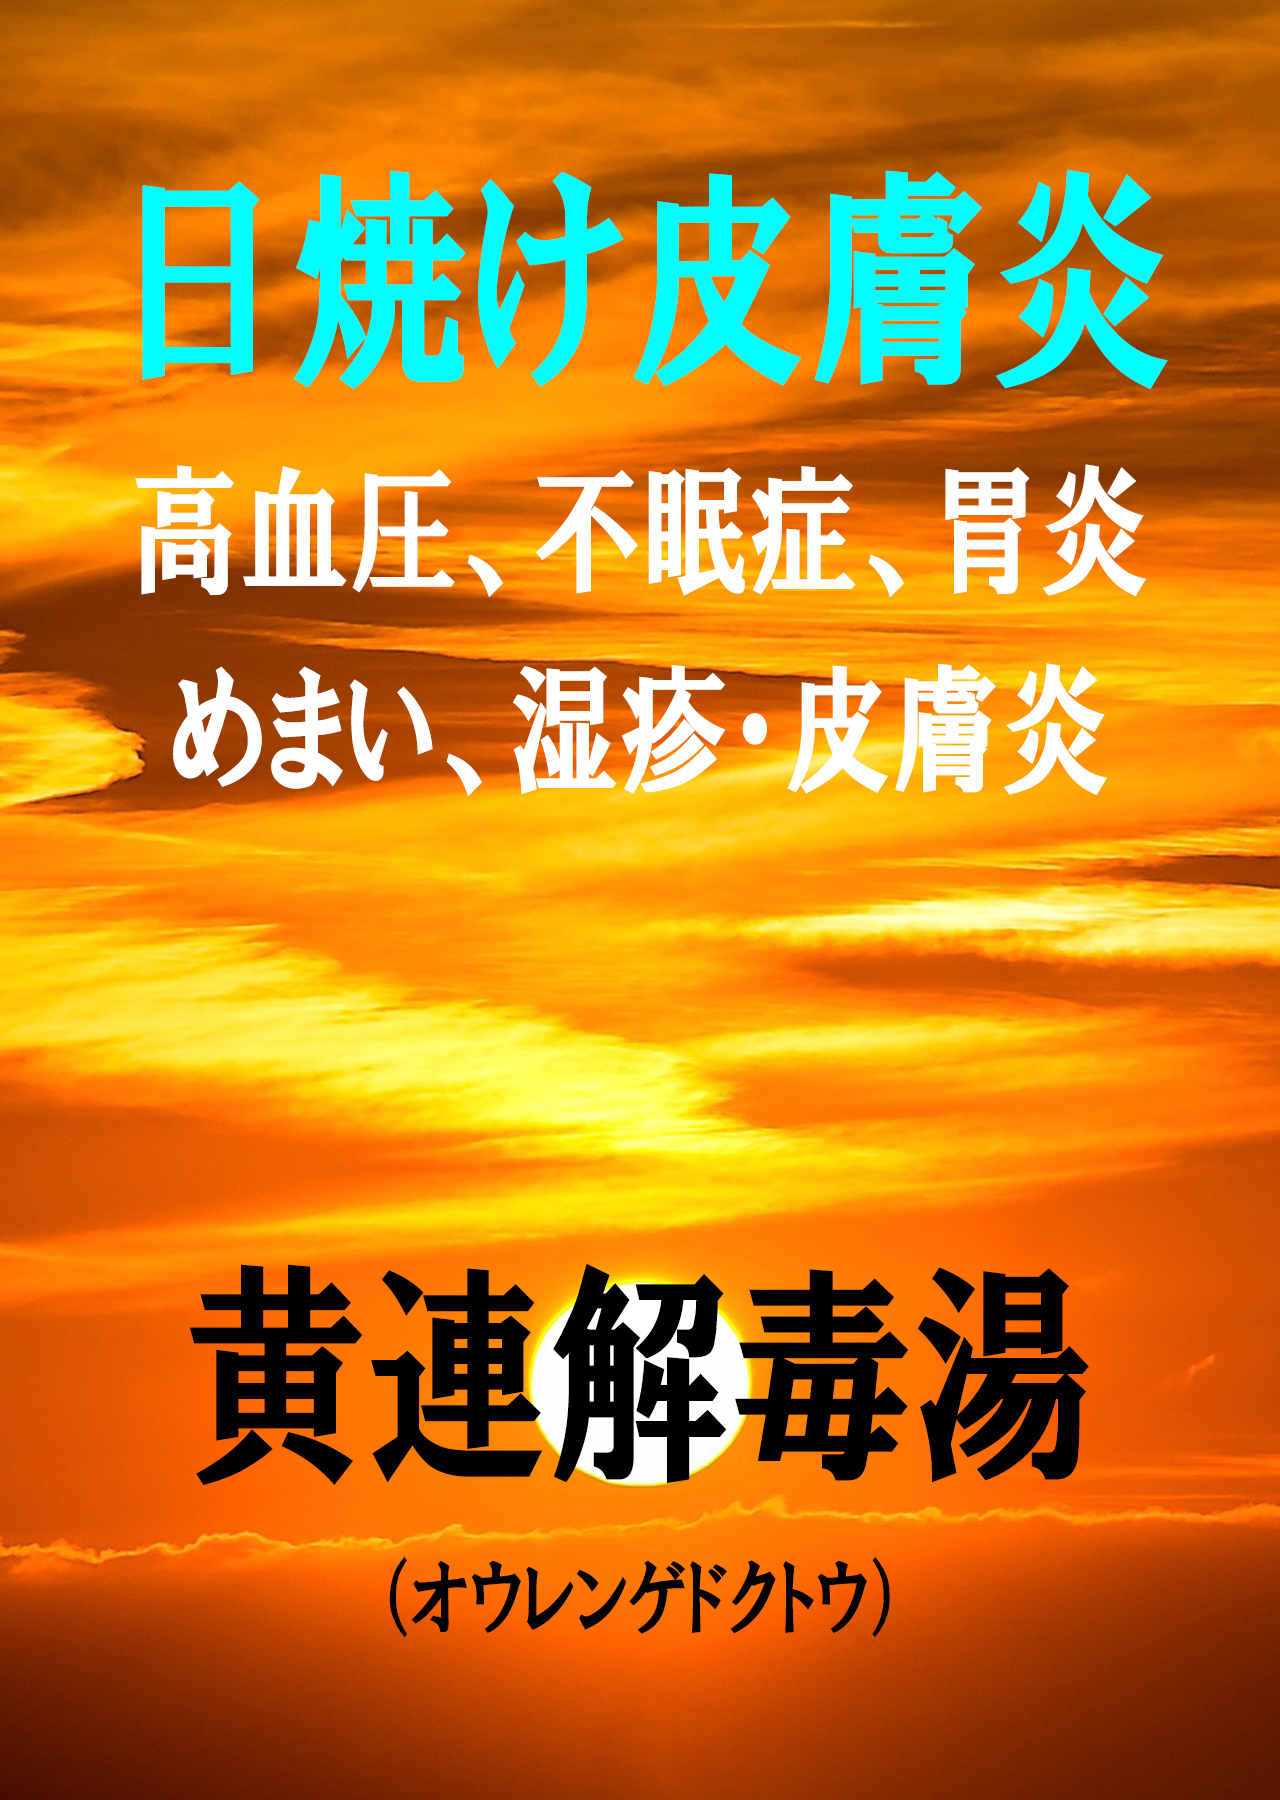 日焼け皮膚炎
高血圧、不眠症、胃炎
めまい、湿疹・皮膚炎
黄連解毒湯
(オウレンゲドクトウ)